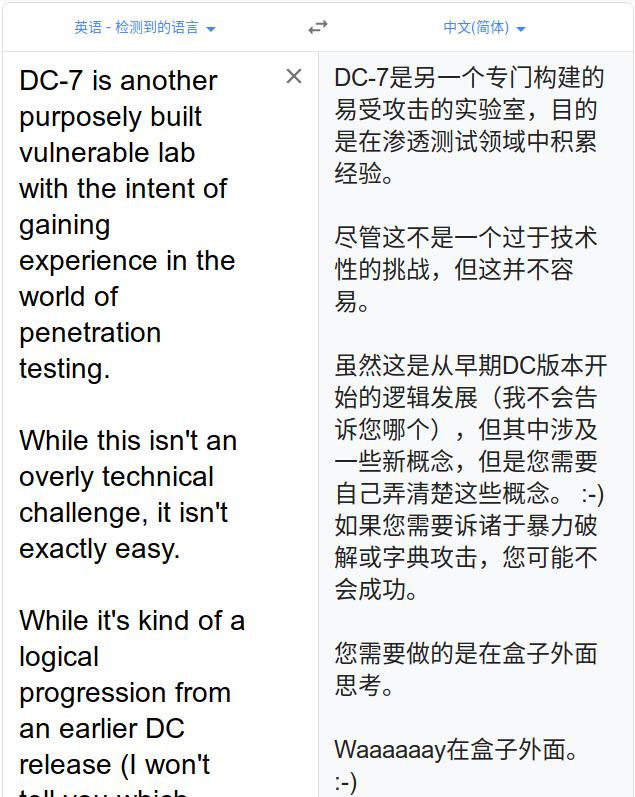 英语 - 检测到的语言
中文(简体)
DC-7 is another
purposely built
vulnerable lab
with the intent of
gaining
experience in the
world of
penetration
testing.
While this isn't an
overly technical
challenge, it isn't
exactly easy.
While it's kind of a
logical
progression from
an earlier DC
release (I won't
tell you which
DC-7是另一个专门构建的
易受攻击的实验室，目的
是在渗透测试领域中积累
经验。
尽管这不是一个过于技术
性的挑战，但这并不容
易。
虽然这是从早期DC版本开
始的逻辑发展（我不会告
诉您哪个），但其中涉及
一些新概念，但是您需要
自己弄清楚这些概念。 :-)
如果您需要诉诸于暴力破
解或字典攻击，您可能不
会成功。
您需要做的是在盒子外面
思考。
Waaaaaay在盒子外面。
:-)